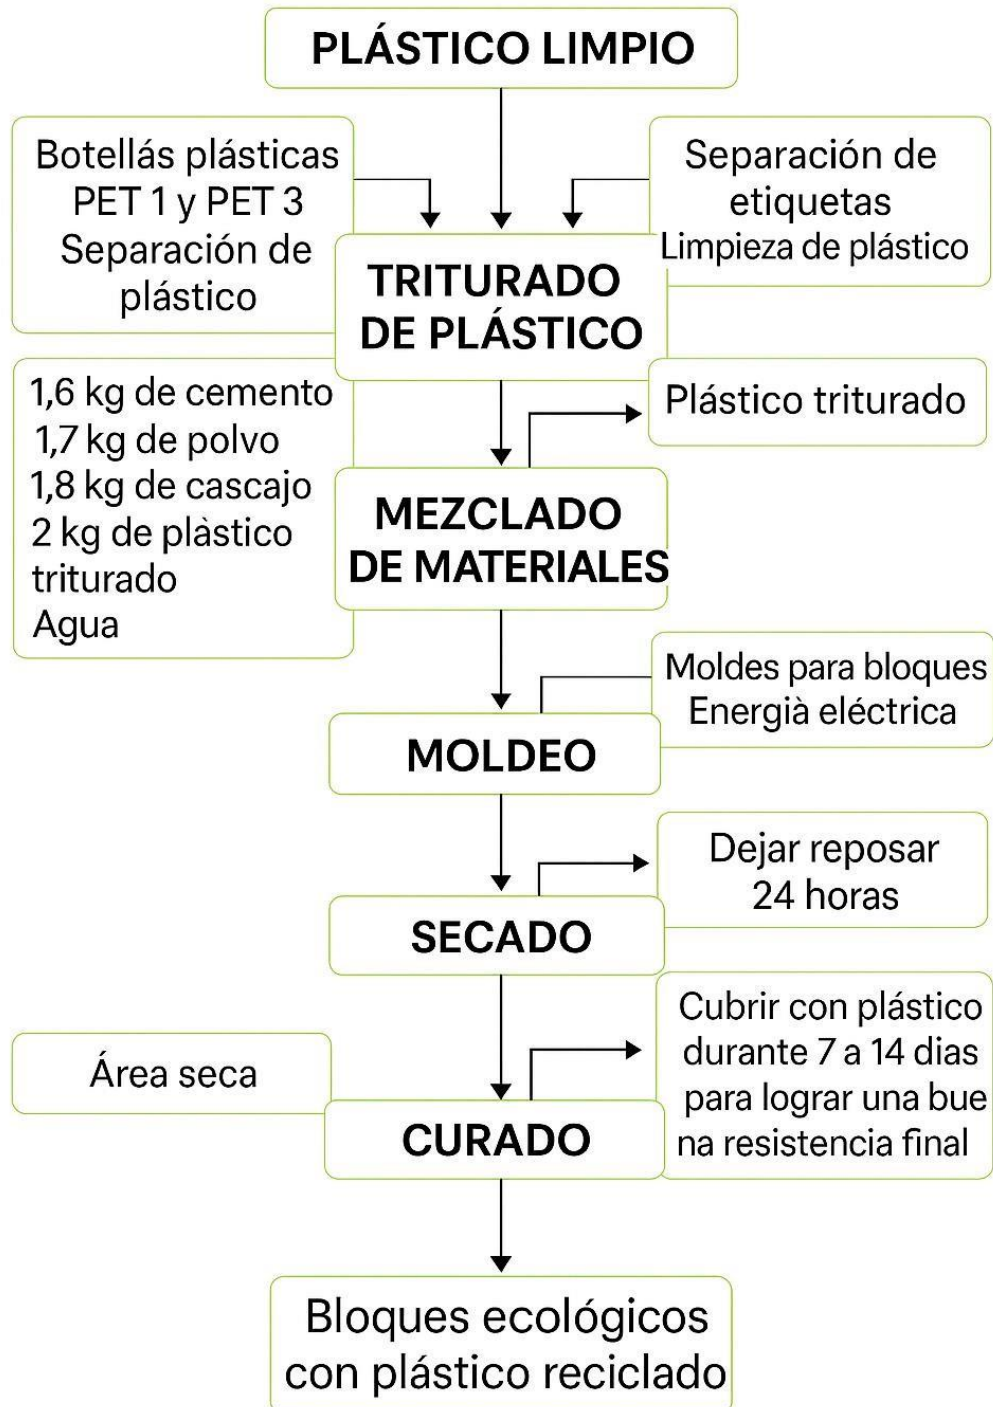 PLÁSTICO LIMPIO
Botellás plásticas
PET 1 y PET 3
Separación de
plástico
Separación de
etiquetas
Limpieza de plástico
TRITURADO
DE PLÁSTICO
1,6 kg de cemento
1,7 kg de polvo
1,8 kg de cascajo
2 kg de plàstico
triturado
Agua
Plástico triturado
MEZCLADO
DE MATERIALES
Moldes para bloques
Energià eléctrica
MOLDEO
Dejar reposar
24 horas
SECADO
Área seca
Cubrir con plástico
durante 7 a 14 dias
para lograr una bue
na resistencia final
CURADO
Bloques ecológicos
con plástico reciclado